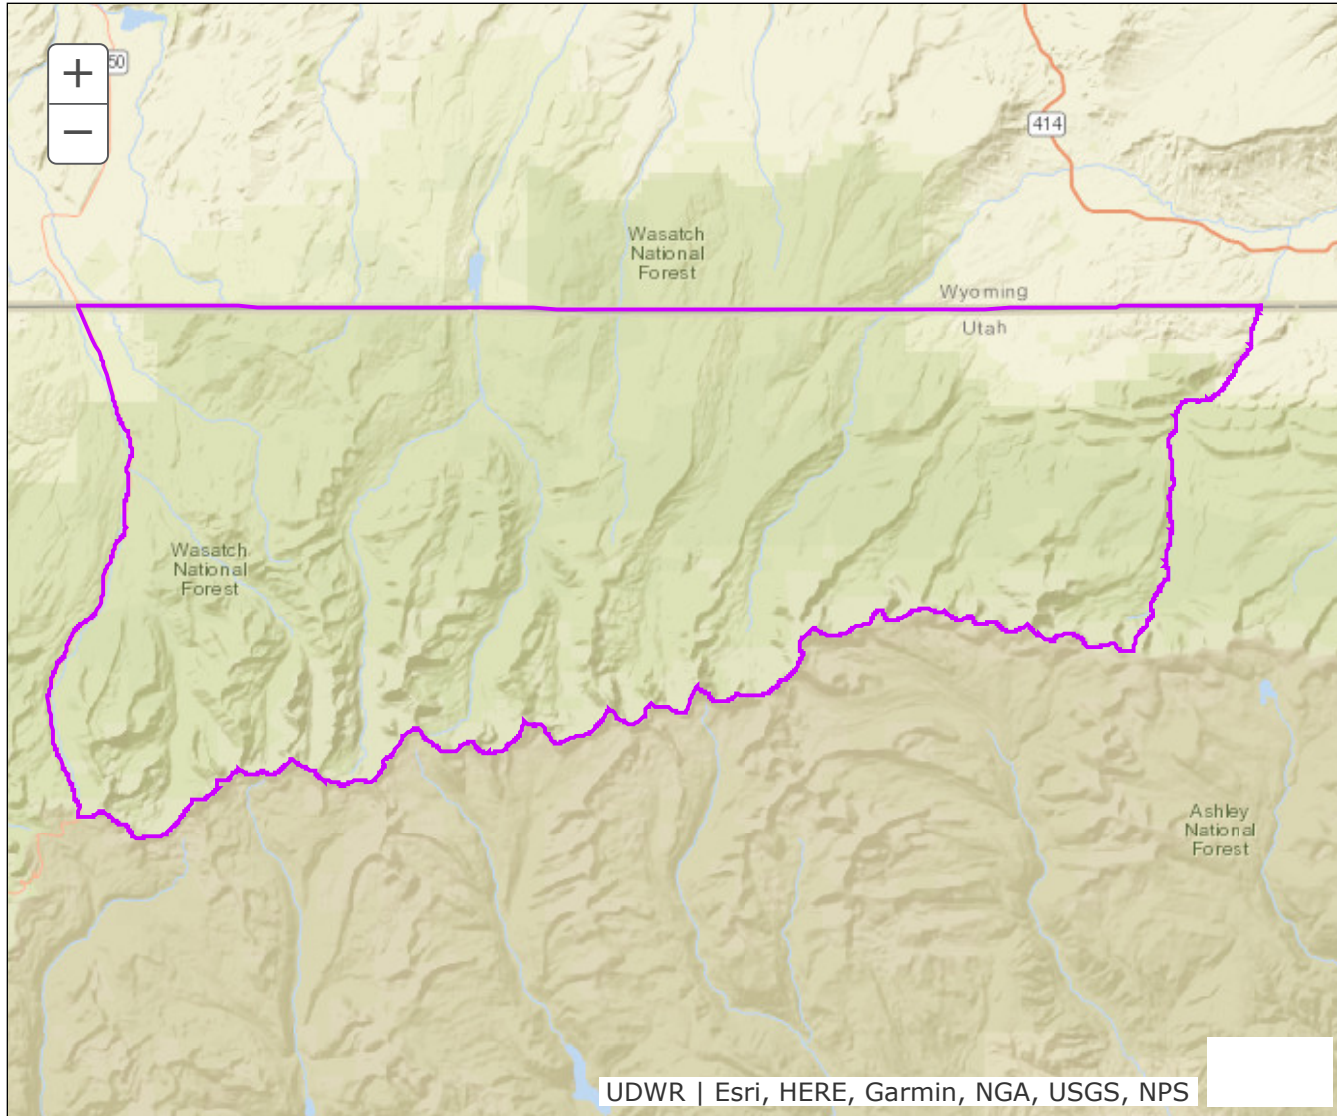 +
50
−
414
Wasatch
National
Forest
Wyoming
Utah
Wasatch
National
Forest
Ashley
National
Forest
UDWR | Esri, HERE, Garmin, NGA, USGS, NPS